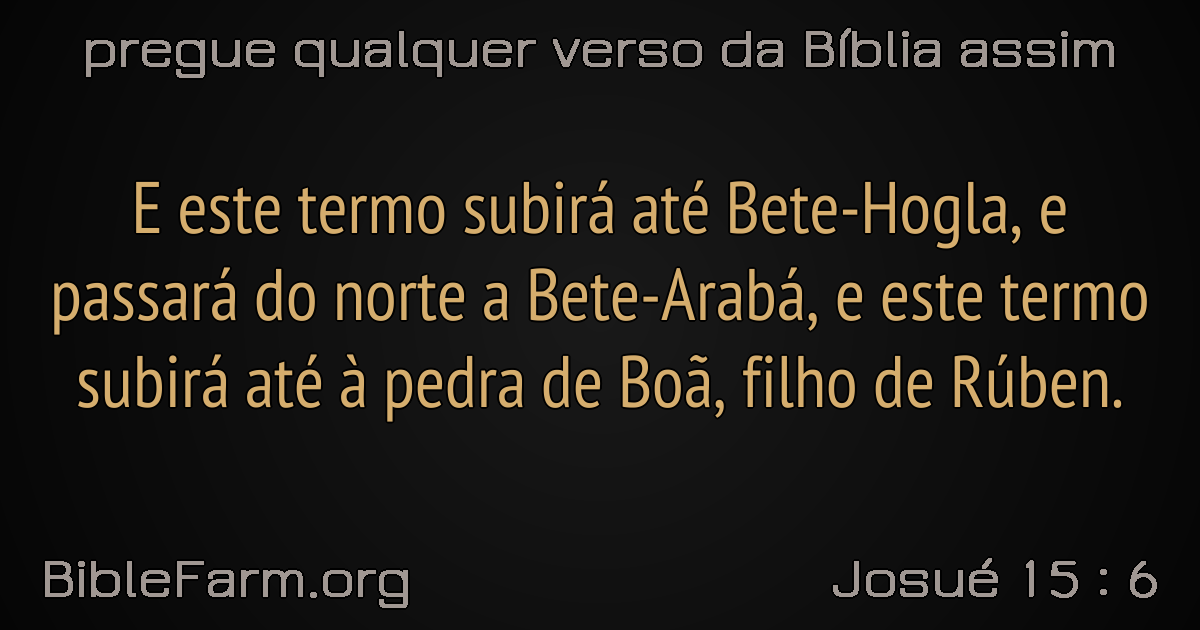 pregue qualquer verso da Bíblia assim
E este termo subirá até Bete-Hogla, e
passará do norte a Bete-Arabá, e este termo
subirá até à pedra de Boã, filho de Rúben.
BibleFarm.org
Josué 15 : 6